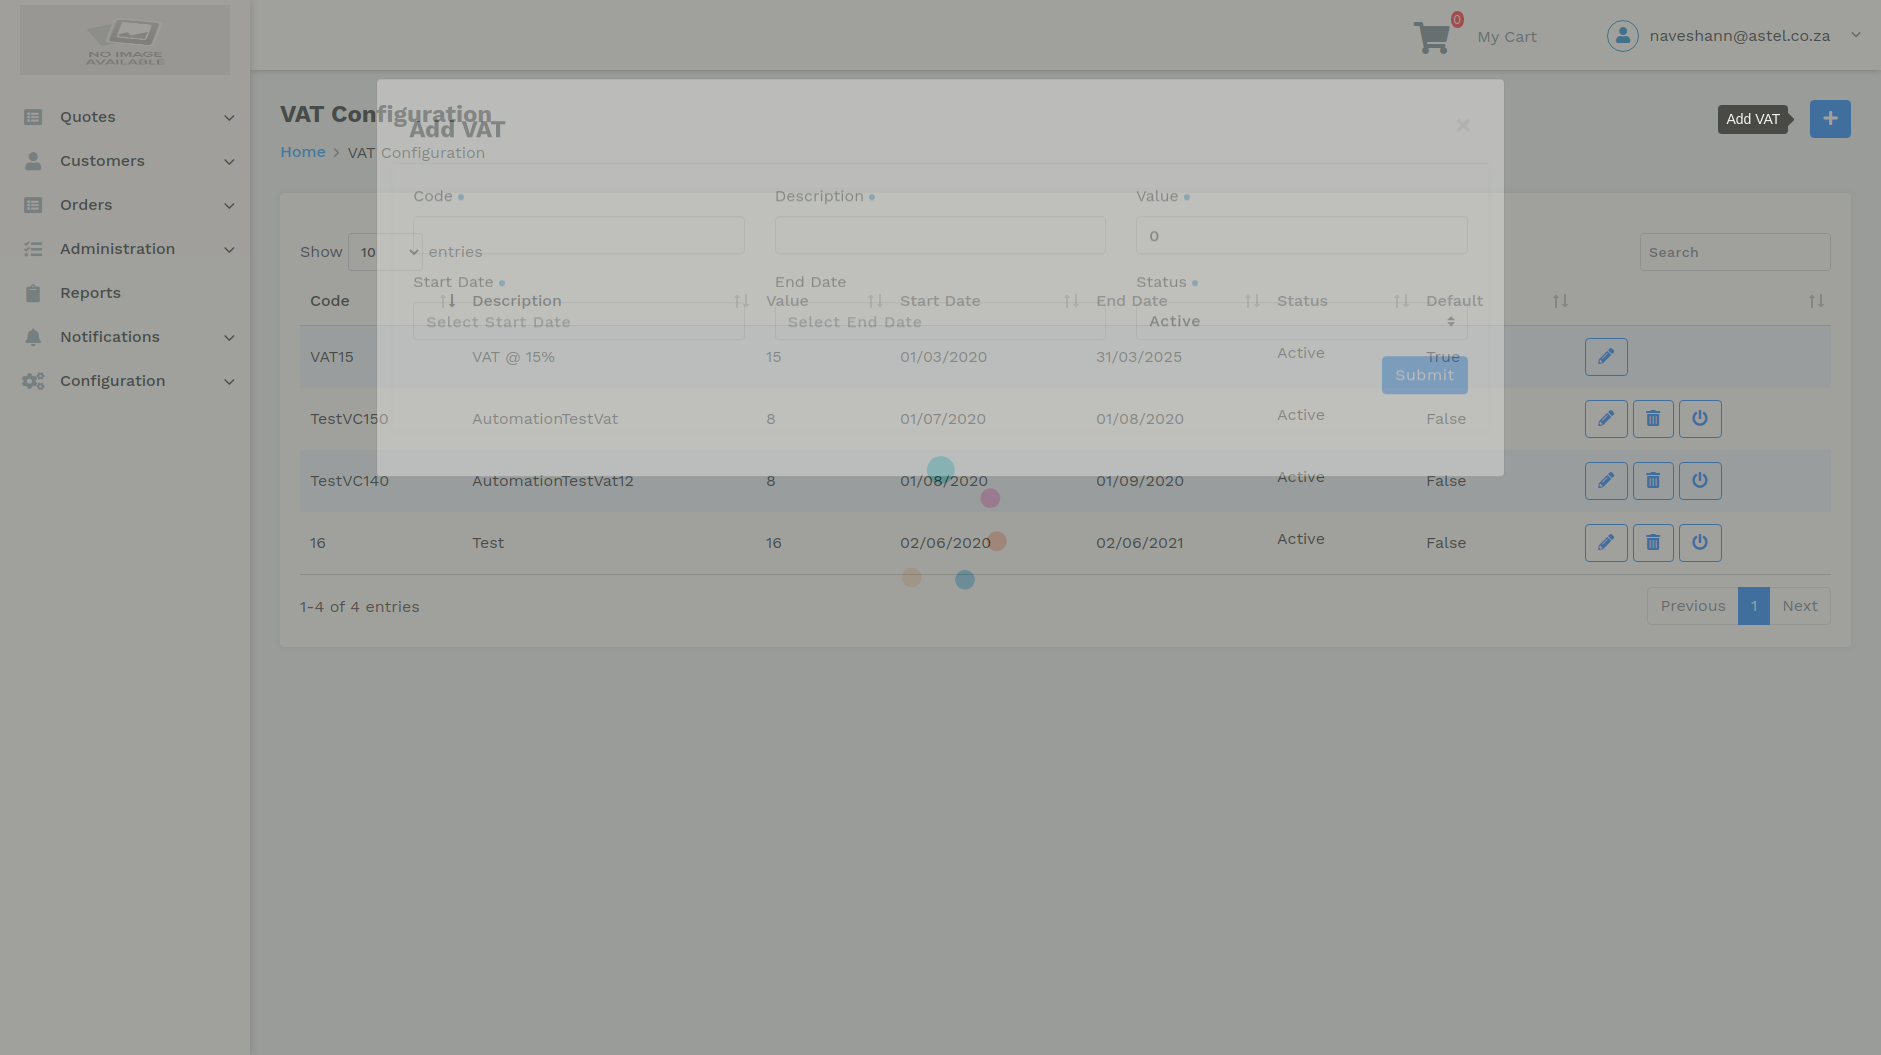 NO IMAGE
AVAILABLE
0
My Cart
naveshann@astel.co.za
Quotes
Customers
Orders
Administration
Reports
Notifications
Configuration
VAT Configuration
Home > VAT Configuration
Add VAT
+
Add VAT
×
Code
Description
Value
0
Start Date
End Date
Status
Select Start Date
Select End Date
Active
Submit
Show 10 entries
Search
Code Description Value Start Date End Date Status Default
VAT15 VAT @ 15% 15 01/03/2020 31/03/2025 Active True
TestVC150 AutomationTestVat 8 01/07/2020 01/08/2020 Active False
TestVC140 AutomationTestVat12 8 01/08/2020 01/09/2020 Active False
16 Test 16 02/06/2020 02/06/2021 Active False
1-4 of 4 entries
Previous 1 Next